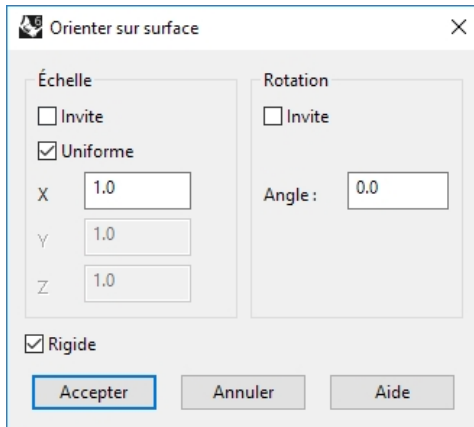 Orienter sur surface
Échelle
Invite
Uniforme
X 1.0
Y 1.0
Z 1.0
Rotation
Invite
Angle : 0.0
Rigide
Accepter Annuler Aide